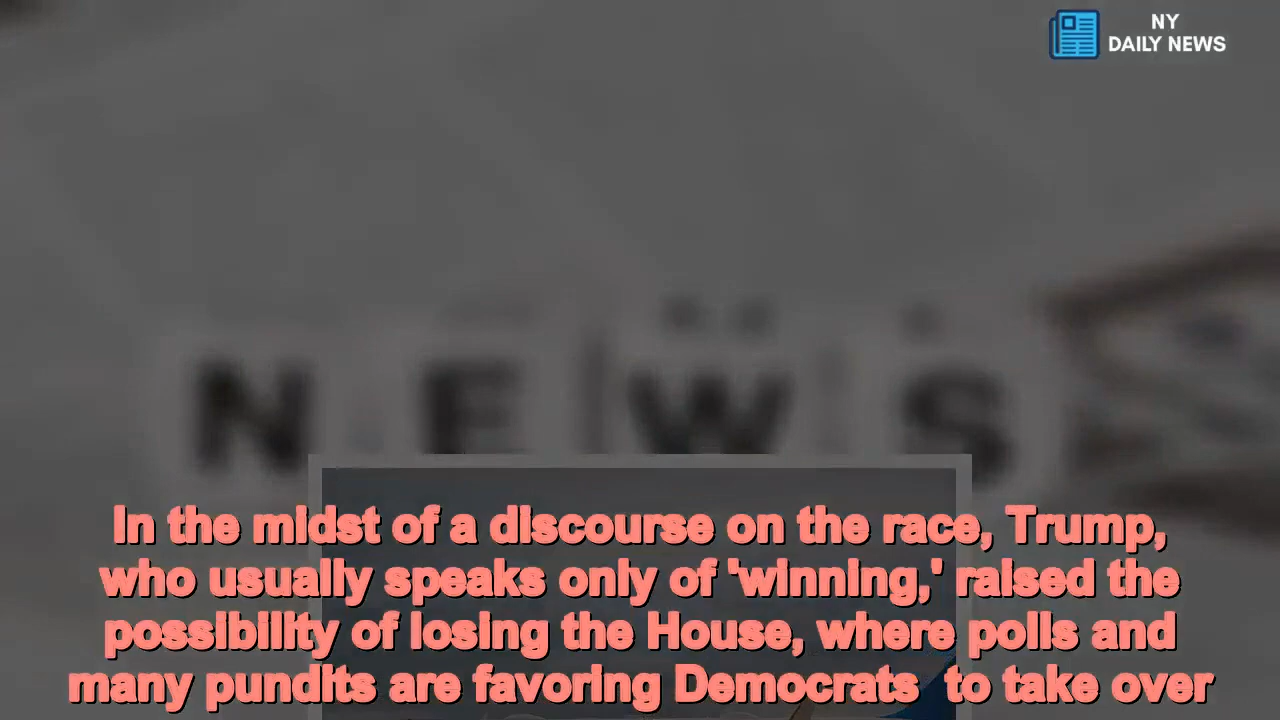 NY
DAILY NEWS
NEWS
In the midst of a discourse on the race, Trump,
who usually speaks only of 'winning,' raised the
possibility of losing the House, where polls and
many pundits are favoring Democrats  to take over